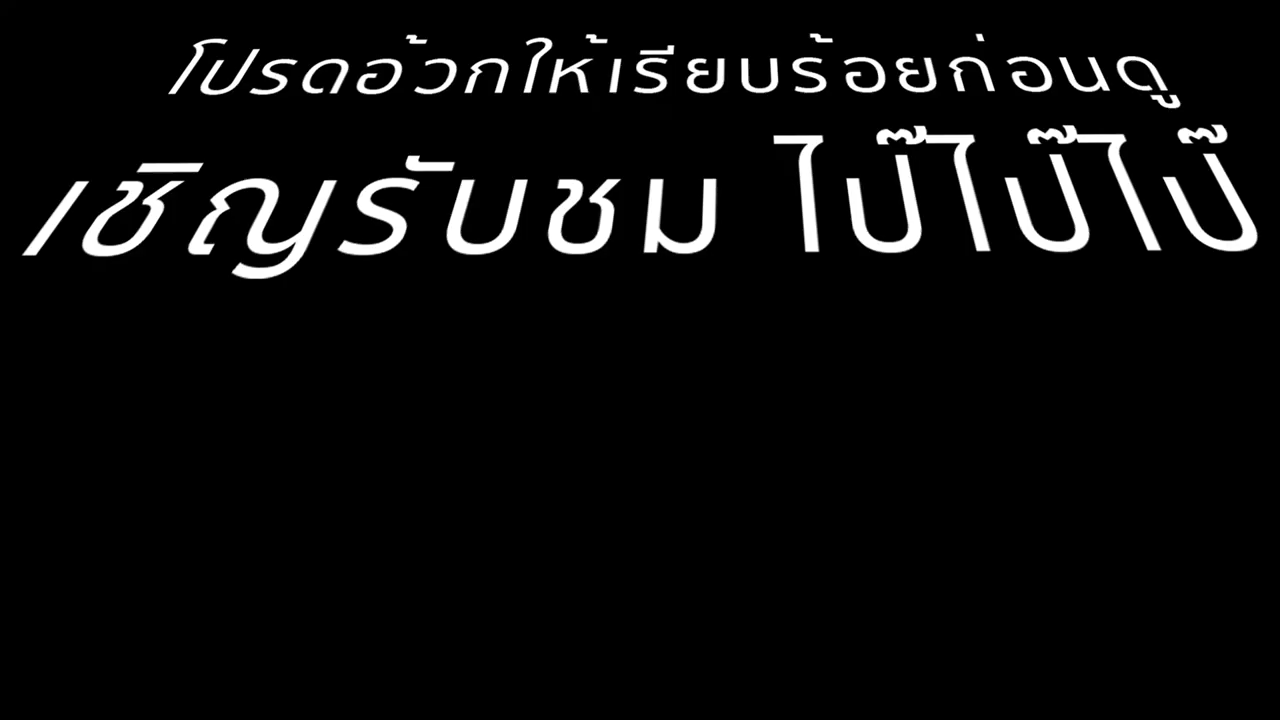 โปรดอ้วกให้เรียบร้อยก่อนดู
เชิญรับชม ไป๊ไป๊ไป๊